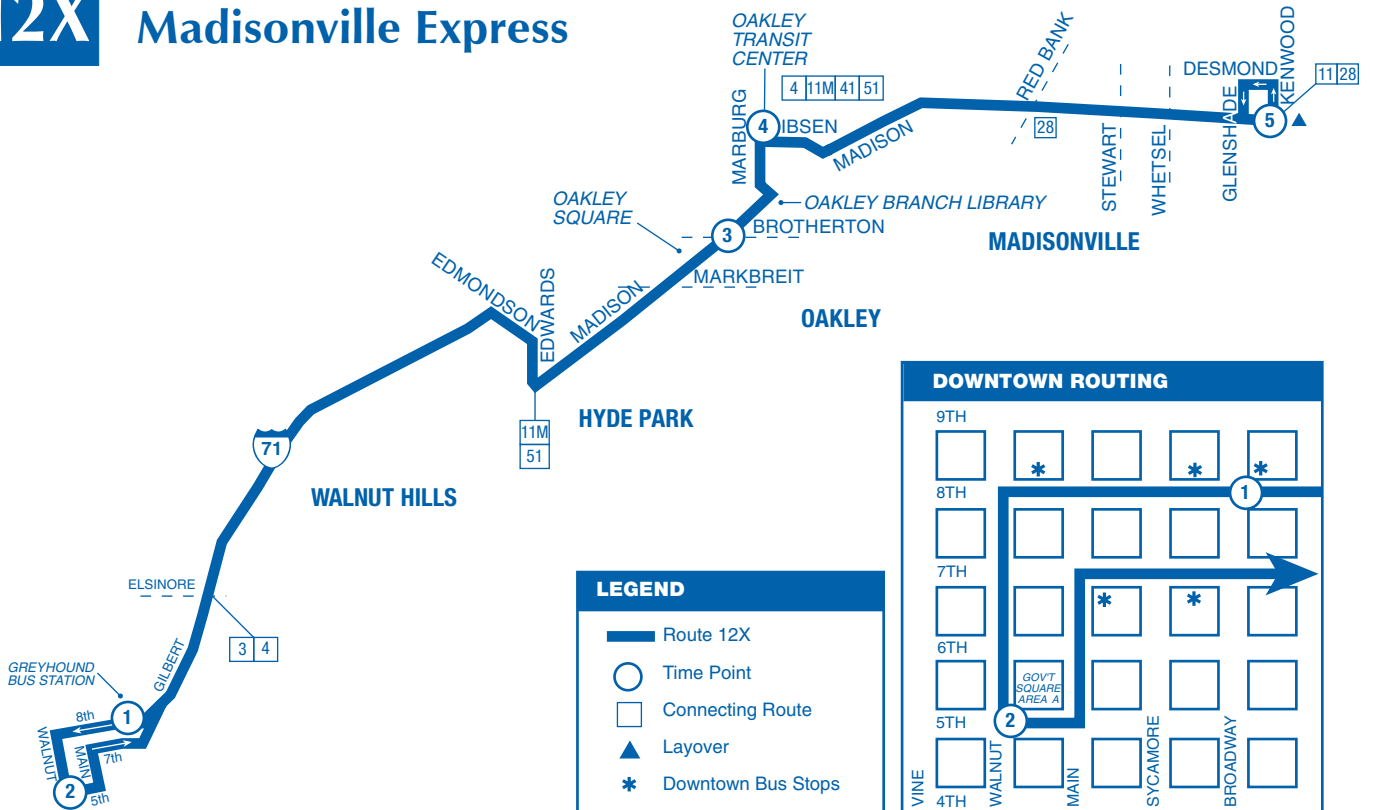 12X
Madisonville Express
OAKLEY
TRANSIT
CENTER
4 11M 41 51
RED BANK
28
DESMOND
KENWOOD
11 28
MARBURG
4
IBSEN
MADISON
STEWART
WHETSEL
GLENSHADE
5
OAKLEY
SQUARE
OAKLEY BRANCH LIBRARY
3
BROTHERTON
MADISONVILLE
EDMONDSON
EDWARDS
MADISON
MARKBREIT
OAKLEY
HYDE PARK
11M
51
71
WALNUT HILLS
ELSINORE
3 4
GILBERT
GREYHOUND
BUS STATION
8th
1
WALNUT
MAIN
7th
2
5th
LEGEND
Route 12X
Time Point
Connecting Route
Layover
Downtown Bus Stops
DOWNTOWN ROUTING
9TH
8TH
1
7TH
6TH
GOV'T
SQUARE
AREA A
5TH
2
VINE
WALNUT
MAIN
SYCAMORE
BROADWAY
4TH